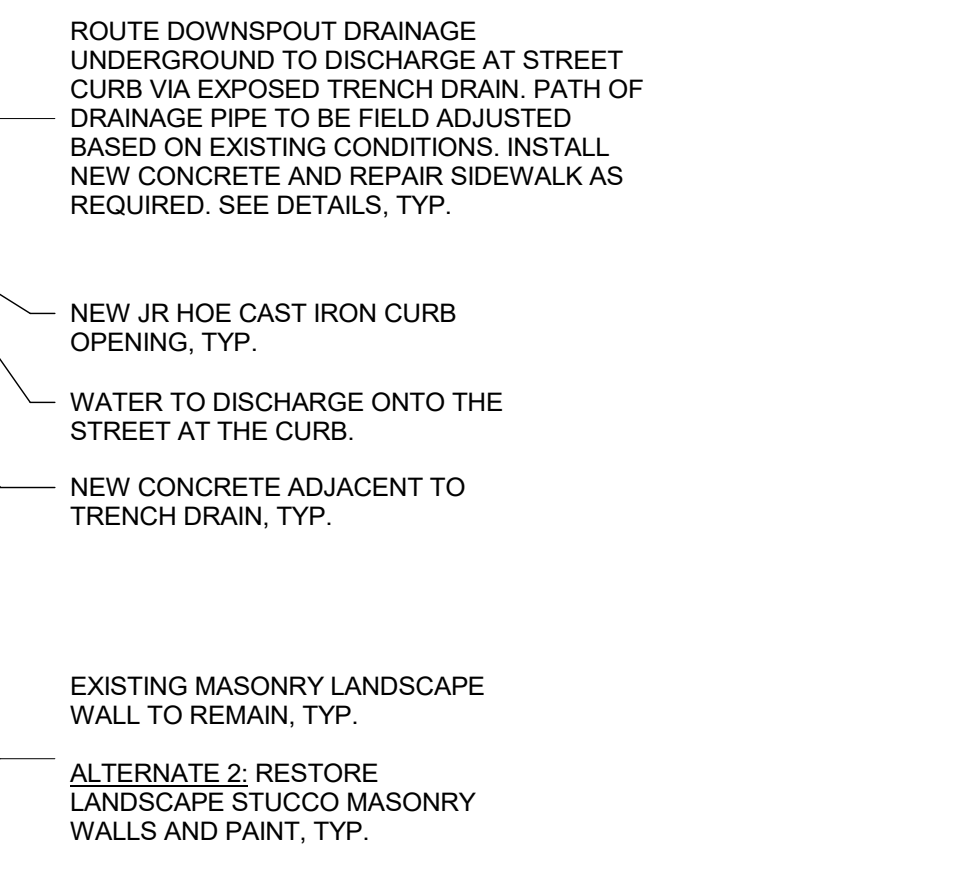 ROUTE DOWNSPOUT DRAINAGE
UNDERGROUND TO DISCHARGE AT STREET
CURB VIA EXPOSED TRENCH DRAIN. PATH OF
DRAINAGE PIPE TO BE FIELD ADJUSTED
BASED ON EXISTING CONDITIONS. INSTALL
NEW CONCRETE AND REPAIR SIDEWALK AS
REQUIRED. SEE DETAILS, TYP.
NEW JR HOE CAST IRON CURB
OPENING, TYP.
WATER TO DISCHARGE ONTO THE
STREET AT THE CURB.
NEW CONCRETE ADJACENT TO
TRENCH DRAIN, TYP.
EXISTING MASONRY LANDSCAPE
WALL TO REMAIN, TYP.
ALTERNATE 2: RESTORE
LANDSCAPE STUCCO MASONRY
WALLS AND PAINT, TYP.